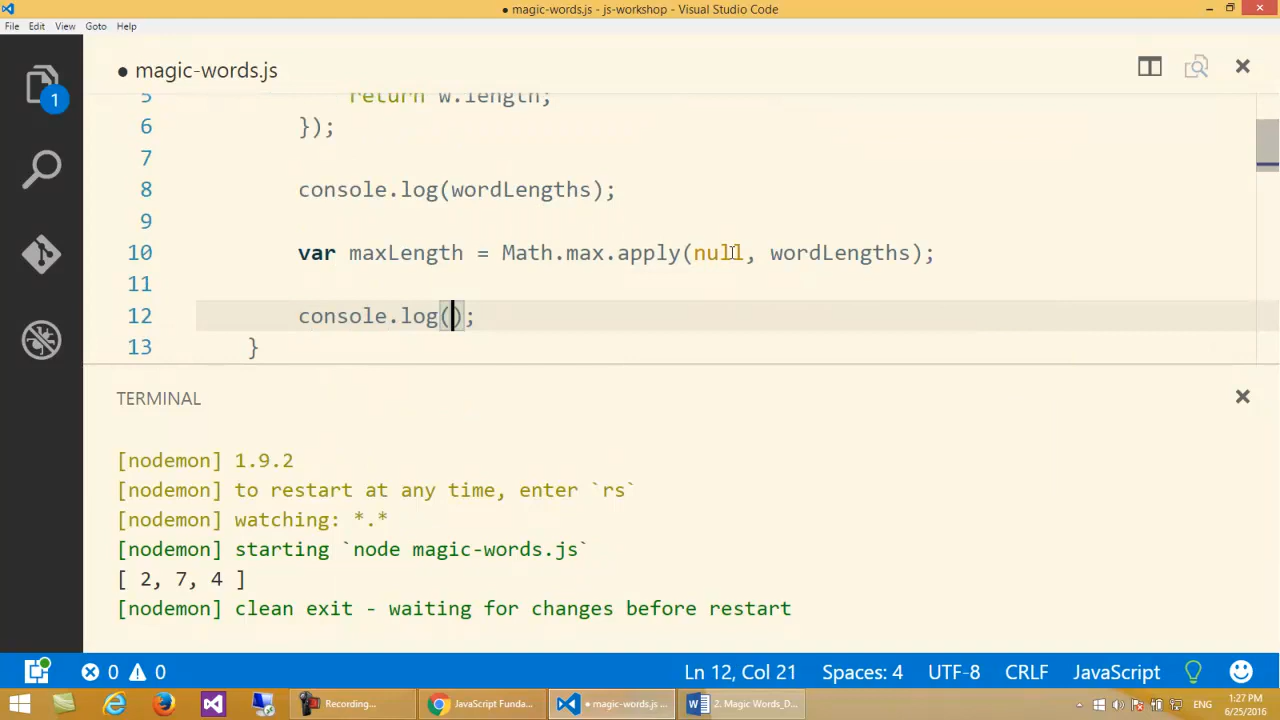 ● magic-words.js - js-workshop - Visual Studio Code
File Edit View Goto Help
● magic-words.js
1
5 return w.length;
6 });
7
8 console.log(wordLengths);
9
10 var maxLength = Math.max.apply(null, wordLengths);
11
12 console.log();
13 }
TERMINAL
[nodemon] 1.9.2
[nodemon] to restart at any time, enter `rs`
[nodemon] watching: *.*
[nodemon] starting `node magic-words.js`
[ 2, 7, 4 ]
[nodemon] clean exit - waiting for changes before restart
0 0 Ln 12, Col 21 Spaces: 4 UTF-8 CRLF JavaScript
Recording... JavaScript Funda... ● magic-words.js ... 2. Magic Words_D... ENG 1:27 PM
6/25/2016